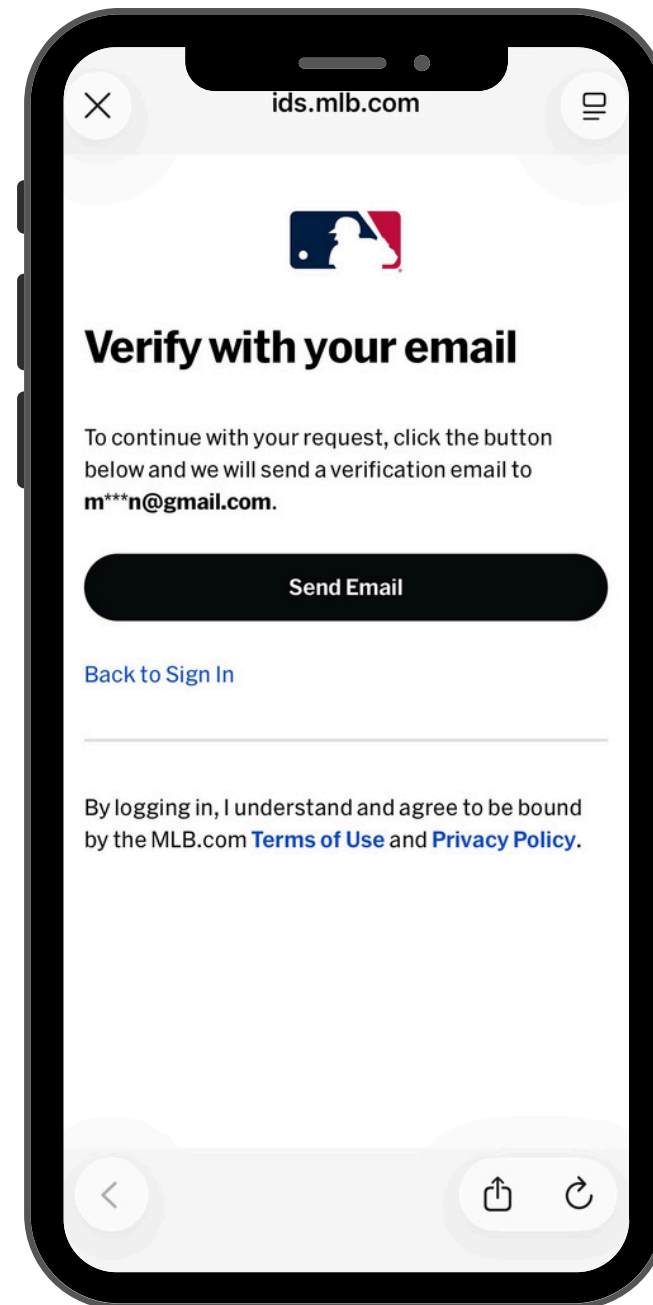 ids.mlb.com
Verify with your email
To continue with your request, click the button
below and we will send a verification email to
m***n@gmail.com.
Send Email
Back to Sign In
By logging in, I understand and agree to be bound
by the MLB.com Terms of Use and Privacy Policy.